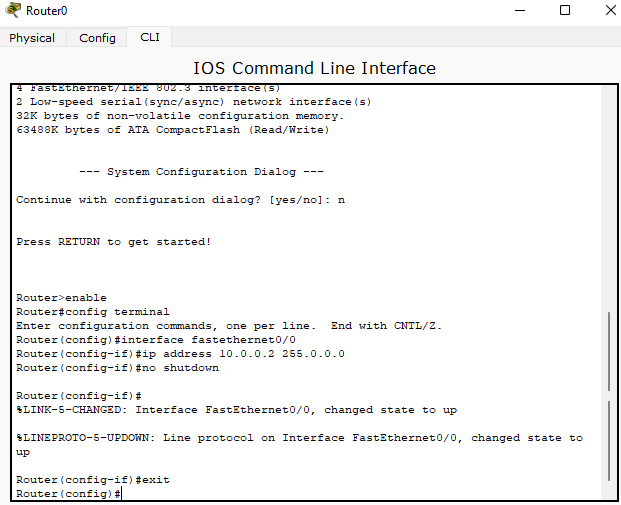 Router0
Physical Config CLI
IOS Command Line Interface
4 FastEthernet/IEEE 802.3 interface(s)
2 Low-speed serial(sync/async) network interface(s)
32K bytes of non-volatile configuration memory.
63488K bytes of ATA CompactFlash (Read/Write)
--- System Configuration Dialog ---
Continue with configuration dialog? [yes/no]: n
Press RETURN to get started!
Router>enable
Router#config terminal
Enter configuration commands, one per line.  End with CNTL/Z.
Router(config)#interface fastethernet0/0
Router(config-if)#ip address 10.0.0.2 255.0.0.0
Router(config-if)#no shutdown
Router(config-if)#
%LINK-5-CHANGED: Interface FastEthernet0/0, changed state to up
%LINEPROTO-5-UPDOWN: Line protocol on Interface FastEthernet0/0, changed state to
up
Router(config-if)#exit
Router(config)#